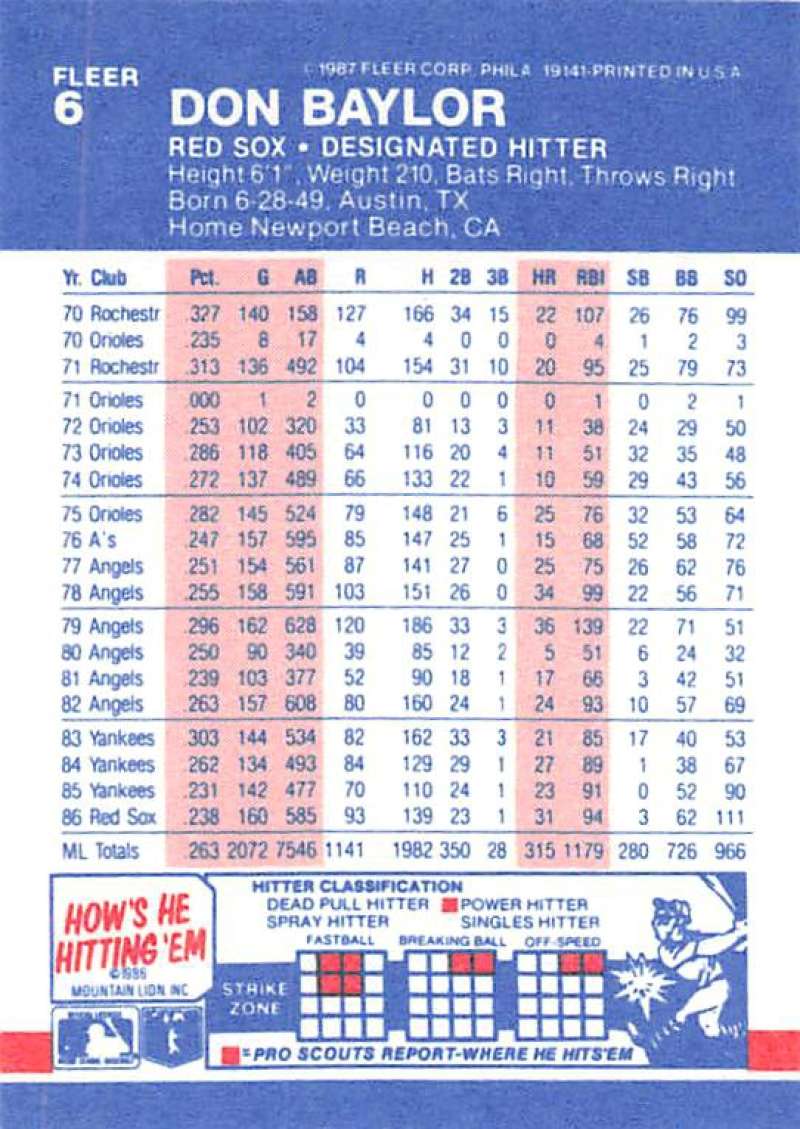 ©1987 FLEER CORP. PHILA 19141-PRINTED IN U S A
FLEER
6 DON BAYLOR
RED SOX • DESIGNATED HITTER
Height 6'1", Weight 210, Bats Right, Throws Right
Born 6-28-49, Austin, TX
Home Newport Beach, CA
Yr. Club Pct. G AB R H 2B 3B HR RBI SB BB SO
70 Rochestr .327 140 158 127 166 34 15 22 107 26 76 99
70 Orioles .235 8 17 4 4 0 0 0 4 1 2 3
71 Rochestr .313 136 492 104 154 31 10 20 95 25 79 73
71 Orioles .000 1 2 0 0 0 0 0 1 0 2 1
72 Orioles .253 102 320 33 81 13 3 11 38 24 29 50
73 Orioles .286 118 405 64 116 20 4 11 51 32 35 48
74 Orioles .272 137 489 66 133 22 1 10 59 29 43 56
75 Orioles .282 145 524 79 148 21 6 25 76 32 53 64
76 A's .247 157 595 85 147 25 1 15 68 52 58 72
77 Angels .251 154 561 87 141 27 0 25 75 26 62 76
78 Angels .255 158 591 103 151 26 0 34 99 22 56 71
79 Angels .296 162 628 120 186 33 3 36 139 22 71 51
80 Angels .250 90 340 39 85 12 2 5 51 6 24 32
81 Angels .239 103 377 52 90 18 1 17 66 3 42 51
82 Angels .263 157 608 80 160 24 1 24 93 10 57 69
83 Yankees .303 144 534 82 162 33 3 21 85 17 40 53
84 Yankees .262 134 493 84 129 29 1 27 89 1 38 67
85 Yankees .231 142 477 70 110 24 1 23 91 0 52 90
86 Red Sox .238 160 585 93 139 23 1 31 94 3 62 111
ML Totals .263 2072 7546 1141 1982 350 28 315 1179 280 726 966
HOW'S HE
HITTING 'EM
©1986
MOUNTAIN LION INC
HITTER CLASSIFICATION
DEAD PULL HITTER POWER HITTER
SPRAY HITTER SINGLES HITTER
FASTBALL BREAKING BALL OFF-SPEED
STRIKE
ZONE
=PRO SCOUTS REPORT-WHERE HE HITS'EM